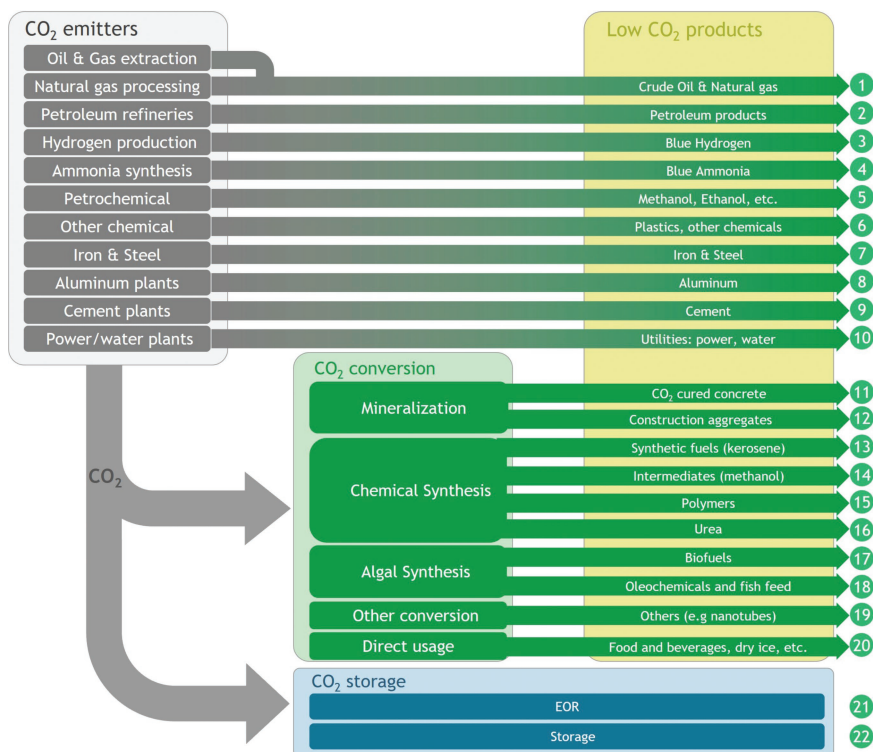 CO₂ emitters
Low CO₂ products
Oil & Gas extraction
Natural gas processing
Crude Oil & Natural gas
1
Petroleum refineries
Petroleum products
2
Hydrogen production
Blue Hydrogen
3
Ammonia synthesis
Blue Ammonia
4
Petrochemical
Methanol, Ethanol, etc.
5
Other chemical
Plastics, other chemicals
6
Iron & Steel
Iron & Steel
7
Aluminum plants
Aluminum
8
Cement plants
Cement
9
Power/water plants
Utilities: power, water
10
CO₂
CO₂ conversion
Mineralization
CO₂ cured concrete
11
Construction aggregates
12
Chemical Synthesis
Synthetic fuels (kerosene)
13
Intermediates (methanol)
14
Polymers
15
Urea
16
Algal Synthesis
Biofuels
17
Oleochemicals and fish feed
18
Other conversion
Others (e.g nanotubes)
19
Direct usage
Food and beverages, dry ice, etc.
20
CO₂ storage
EOR
21
Storage
22